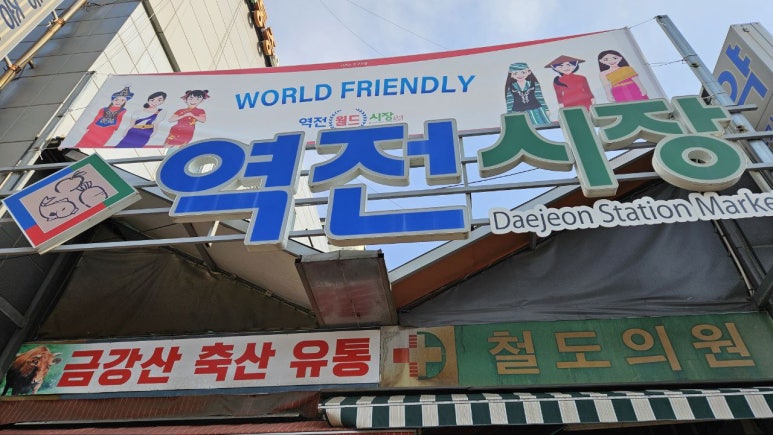 WORLD FRIENDLY
역전 월드 시장
역전시장
Daejeon Station Marke
금강산 축산 유통
철도의원